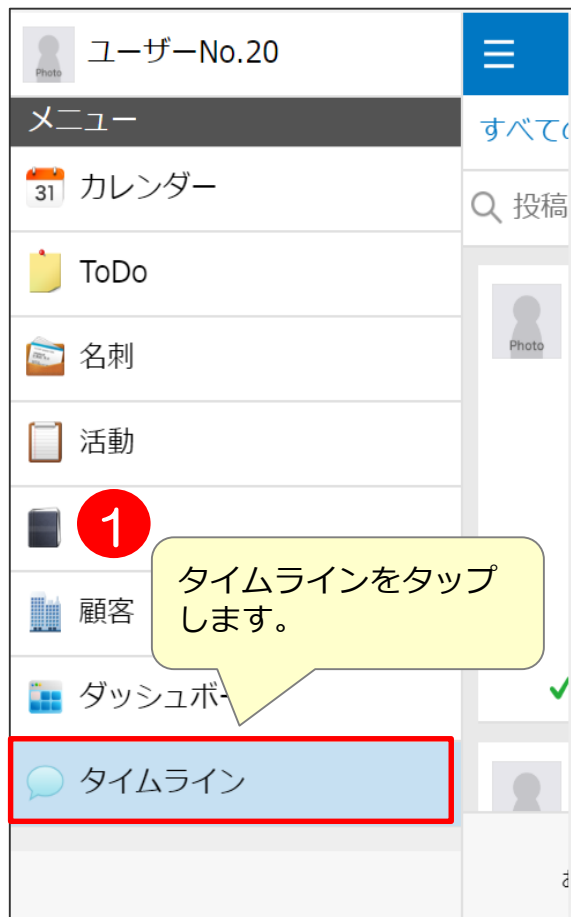 Photo
ユーザーNo.20
メニュー
すべての
31
カレンダー
投稿
ToDo
Photo
名刺
活動
1
タイムラインをタップ
します。
顧客
ダッシュボー
タイムライン